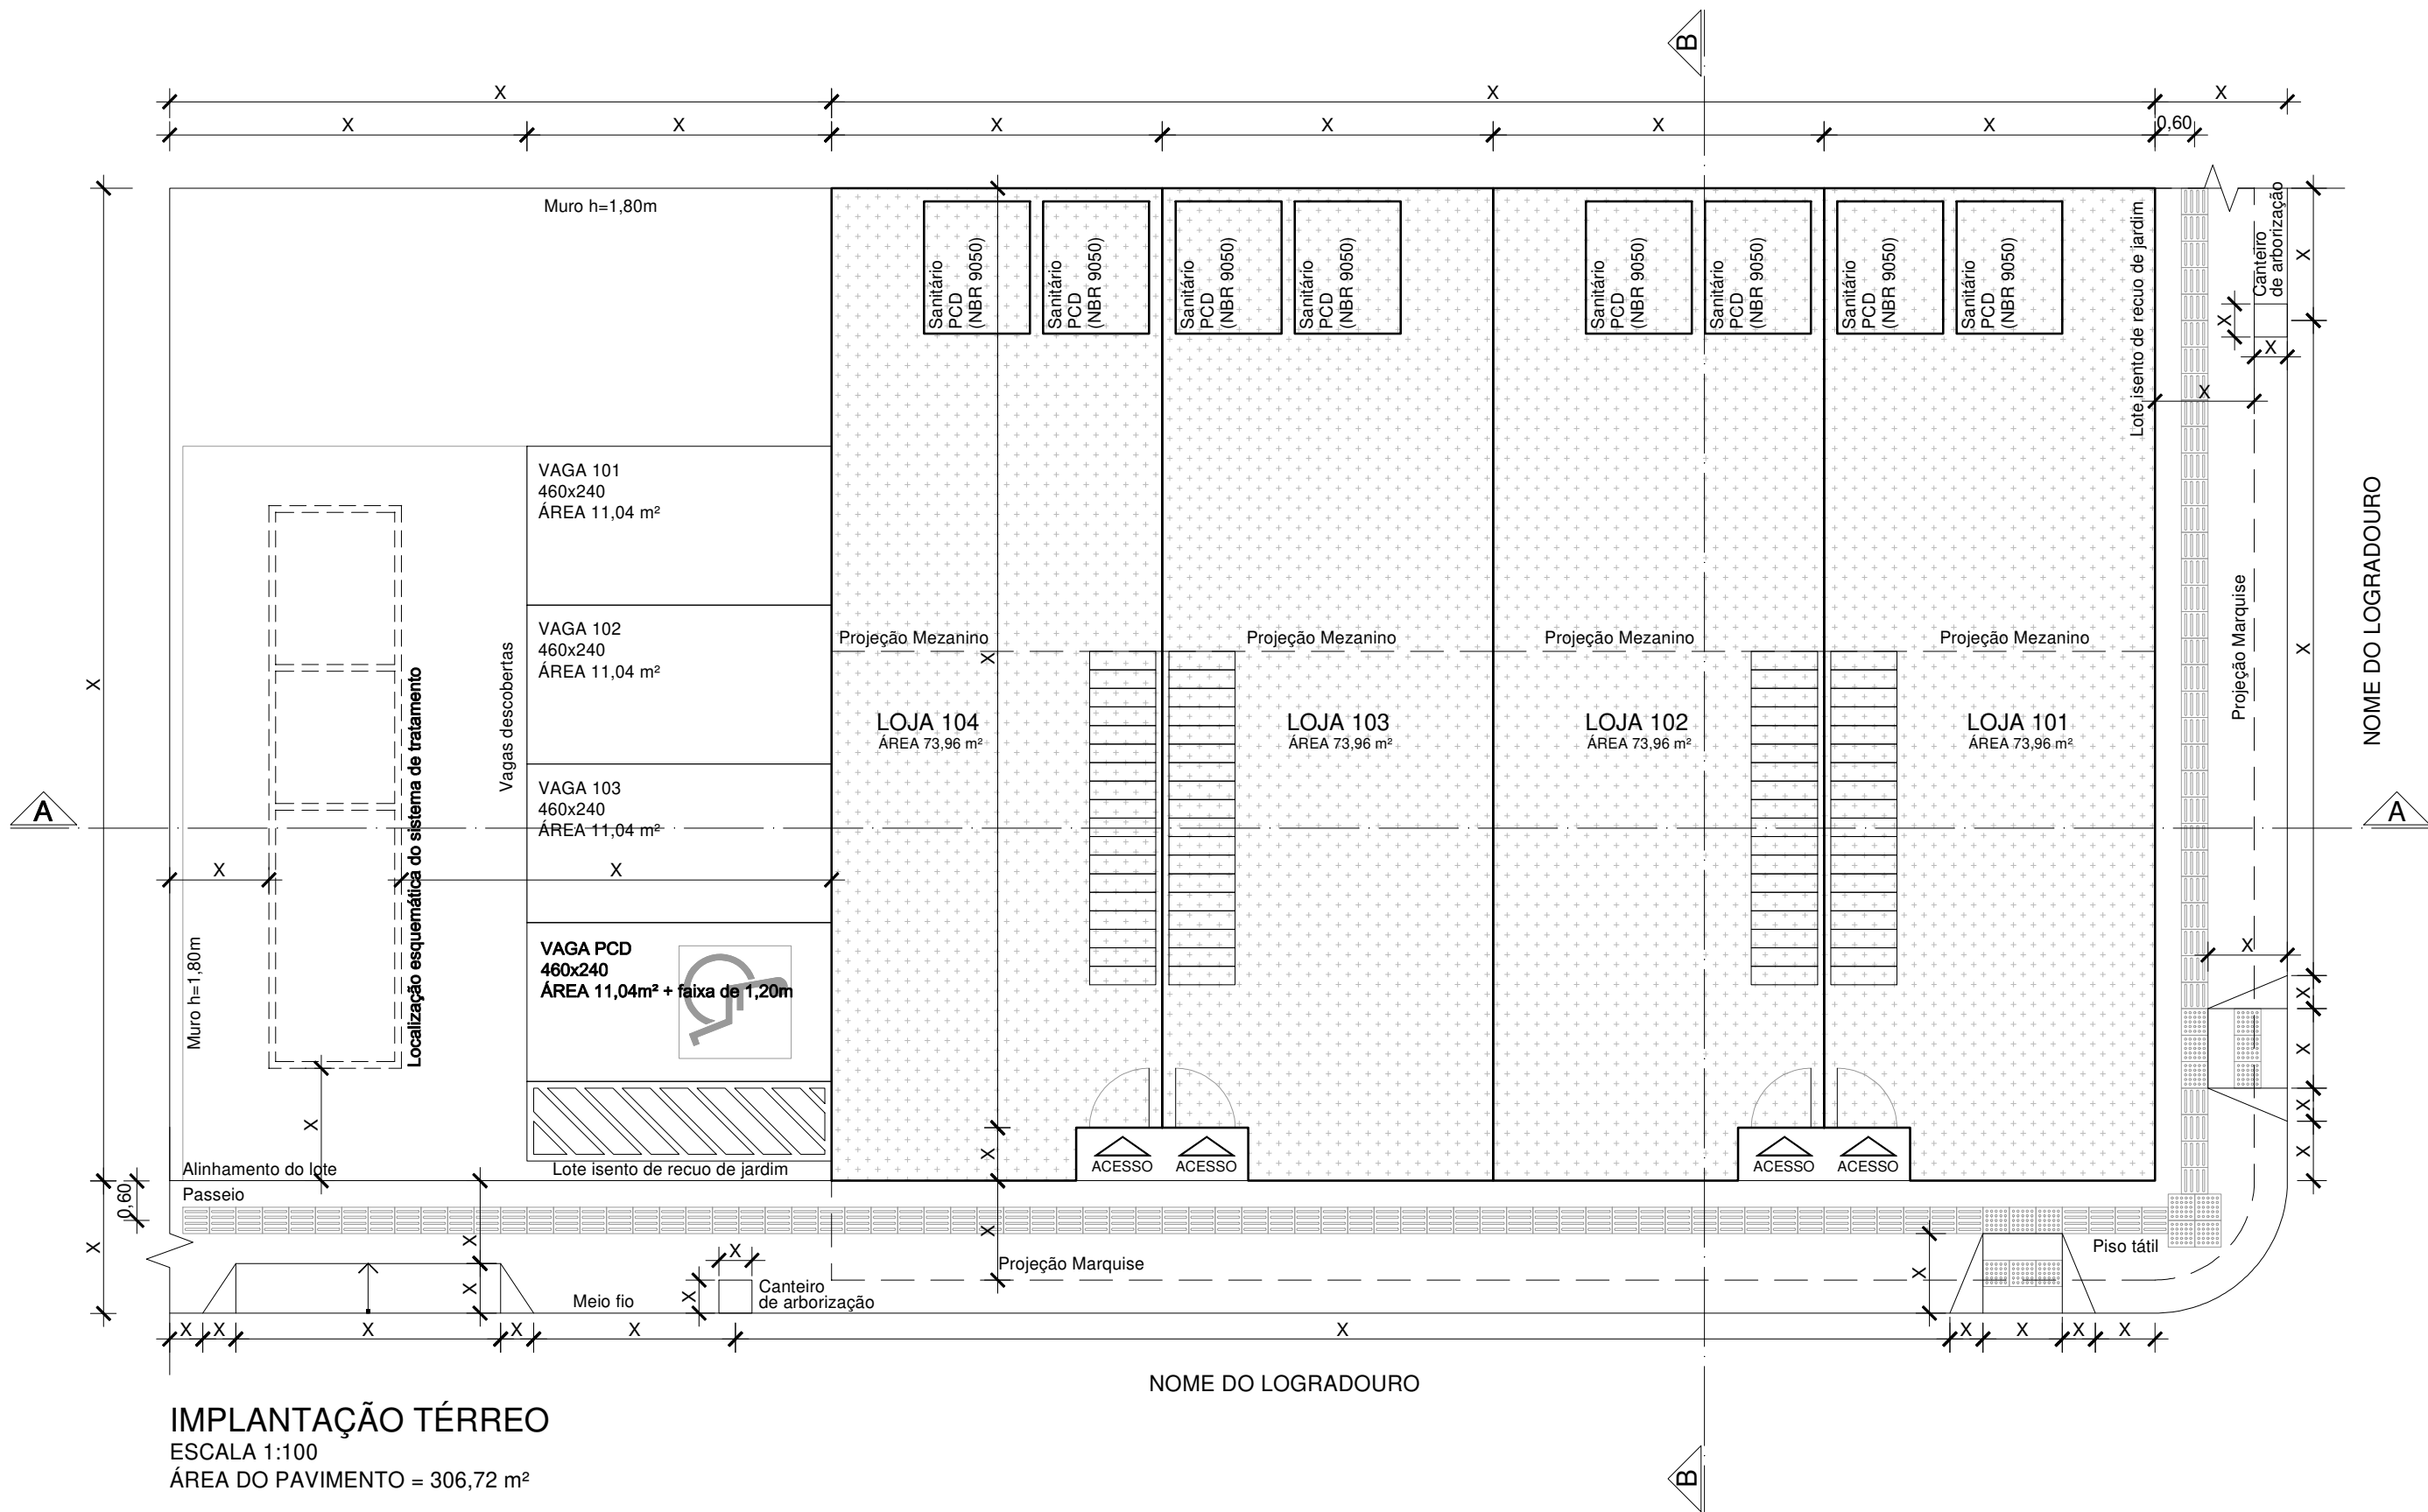 B
X
X
X
X
X
X
X
X
X
X
0,60
Muro h=1,80m
Sanitário
PCD
(NBR 9050)
Sanitário
PCD
(NBR 9050)
Sanitário
PCD
(NBR 9050)
Sanitário
PCD
(NBR 9050)
Sanitário
PCD
(NBR 9050)
Sanitário
PCD
(NBR 9050)
Sanitário
PCD
(NBR 9050)
Sanitário
PCD
(NBR 9050)
Lote isento de recuo de jardim
Canteiro
de arborização
X
X
X
X
VAGA 101
460x240
ÁREA 11,04 m²
VAGA 102
460x240
ÁREA 11,04 m²
VAGA 103
460x240
ÁREA 11,04 m²
VAGA PCD
460x240
ÁREA 11,04m² + faixa de 1,20m
Vagas descobertas
Localização esquemática do sistema de tratamento
Muro h=1,80m
X
X
X
X
Projeção Mezanino
Projeção Mezanino
Projeção Mezanino
Projeção Mezanino
X
LOJA 104
ÁREA 73,96 m²
LOJA 103
ÁREA 73,96 m²
LOJA 102
ÁREA 73,96 m²
LOJA 101
ÁREA 73,96 m²
Projeção Marquise
X
NOME DO LOGRADOURO
A
A
X
X
X
X
X
X
ACESSO
ACESSO
ACESSO
ACESSO
Alinhamento do lote
Lote isento de recuo de jardim
Passeio
0,60
X
X
X
X
X
X
X
Projeção Marquise
Canteiro
de arborização
Meio fio
Piso tátil
X
X
X
X
X
X
X
X
X
X
X
NOME DO LOGRADOURO
IMPLANTAÇÃO TÉRREO
ESCALA 1:100
ÁREA DO PAVIMENTO = 306,72 m²
B